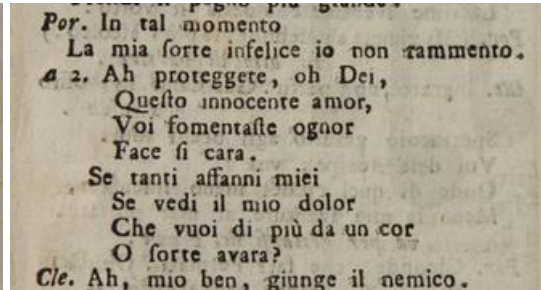 Por. In tal momento
La mia ſorte infelice io non rammento.
a 2. Ah proteggete, oh Dei,
Queſto innocente amor,
Voi fomentaſte ognor
Face ſi cara.
Se tanti affanni miei
Se vedi il mio dolor
Che vuoi di più da un cor
O ſorte avara?
Cle. Ah, mio ben, giunge il nemico.